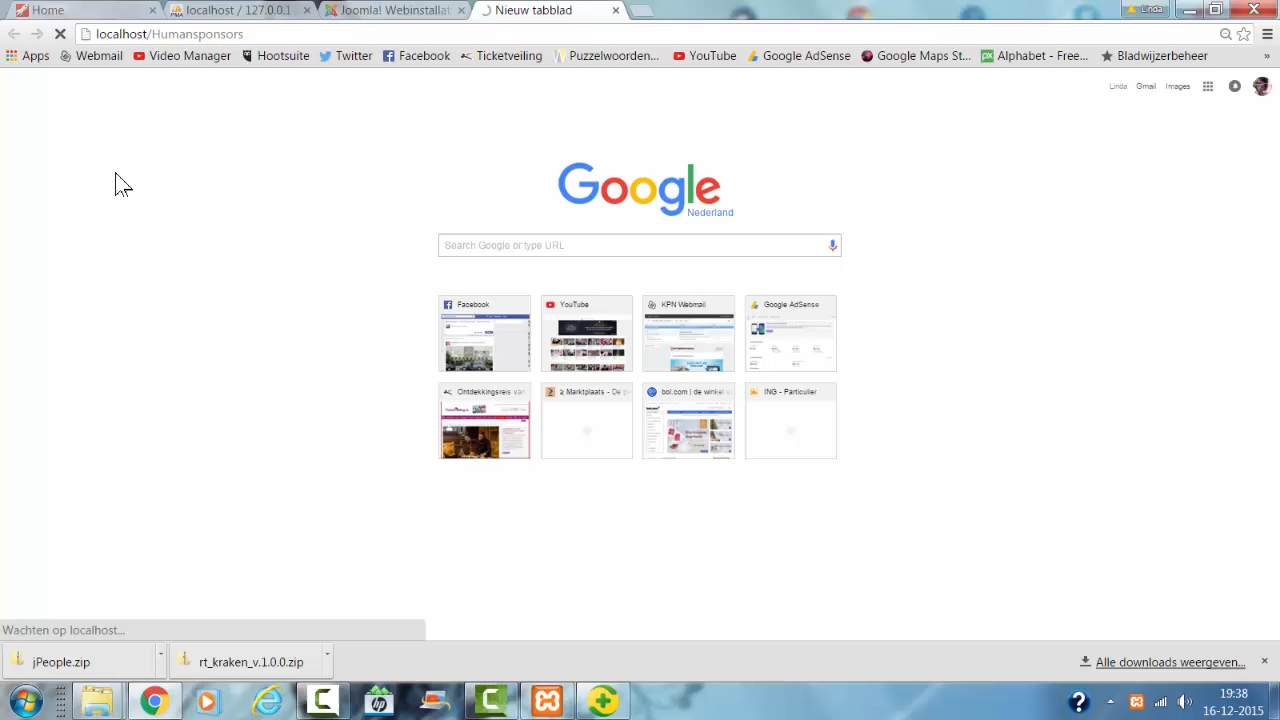 Home
localhost / 127.0.0.1
Joomla! Webinstallat
Nieuw tabblad
Linda
localhost/Humansponsors
Apps
Webmail
Video Manager
Hootsuite
Twitter
Facebook
Ticketveiling
Puzzelwoorden...
YouTube
Google AdSense
Google Maps St...
Alphabet - Free...
Bladwijzerbeheer
»
Linda
Gmail
Images
Google
Nederland
Search Google or type URL
Facebook
YouTube
KPN Webmail
Google AdSense
Ontdekkingsreis van
≥ Marktplaats - De
bol.com | de winkel v
ING - Particulier
Wachten op localhost...
jPeople.zip
rt_kraken_v.1.0.0.zip
Alle downloads weergeven...
19:38
16-12-2015